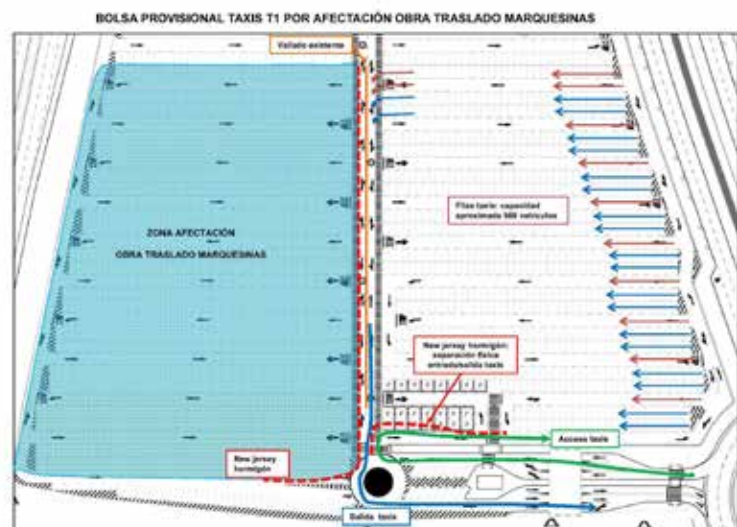 BOLSA PROVISIONAL TAXIS T1 POR AFECTACIÓN OBRA TRASLADO MARQUESINAS
Vallado existente
ZONA AFECTACIÓN
OBRA TRASLADO MARQUESINAS
Filas taxis: capacidad
aproximada vehículos
New jersey hormigón:
separación física
entrada/salida taxis
Acceso taxis
New jersey
hormigón
Salida taxis